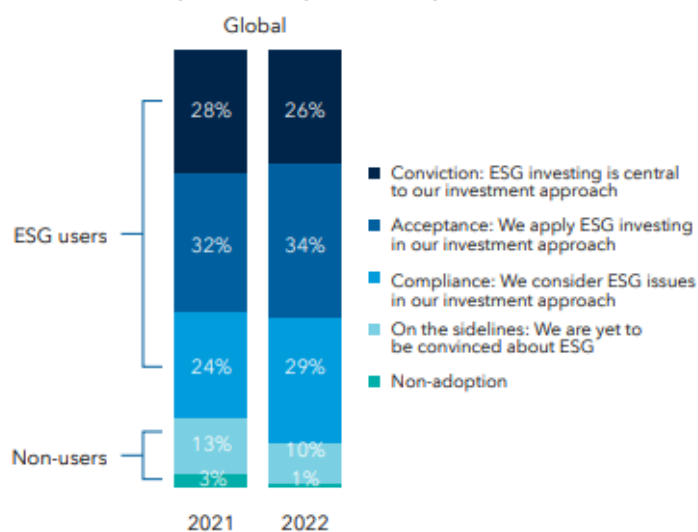 Global
28%
26%
32%
34%
24%
29%
13%
10%
3%
1%
2021
2022
ESG users
Non-users
Conviction: ESG investing is central
to our investment approach
Acceptance: We apply ESG investing
in our investment approach
Compliance: We consider ESG issues
in our investment approach
On the sidelines: We are yet to
be convinced about ESG
Non-adoption